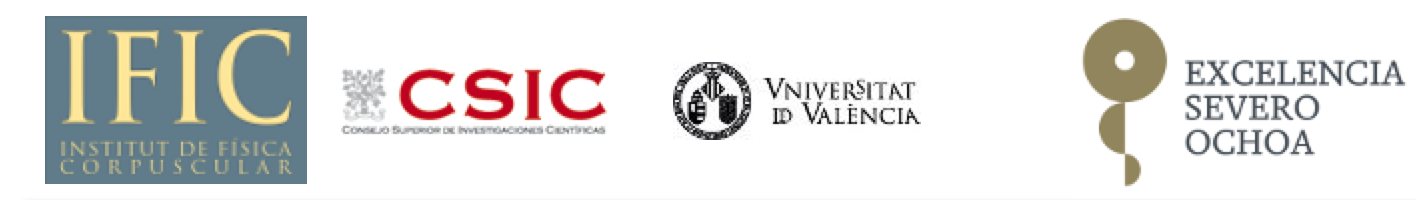 IFIC
INSTITUT DE FÍSICA
CORPUSCULAR
CSIC
CONSEJO SUPERIOR DE INVESTIGACIONES CIENTÍFICAS
VNIVERSITAT
ID VALÈNCIA
EXCELENCIA
SEVERO
OCHOA